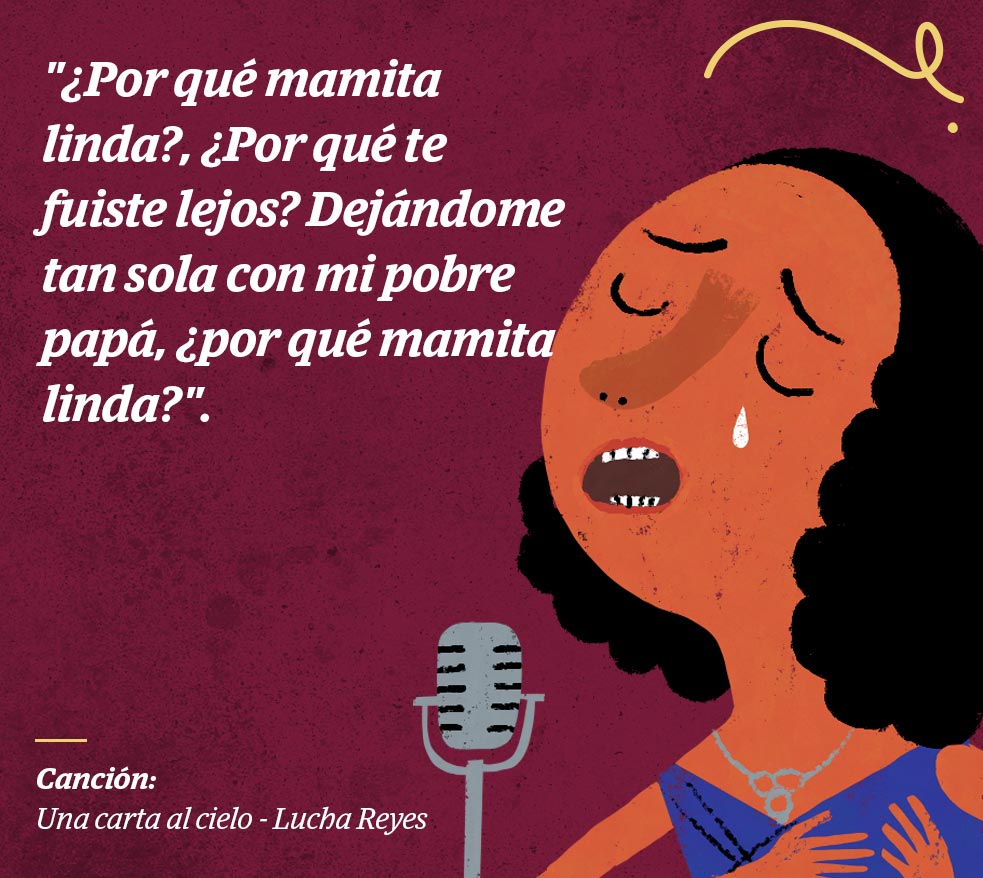 "¿Por qué mamita
linda?, ¿Por qué te
fuiste lejos? Dejándome
tan sola con mi pobre
papá, ¿por qué mamita
linda?".
Canción:
Una carta al cielo - Lucha Reyes